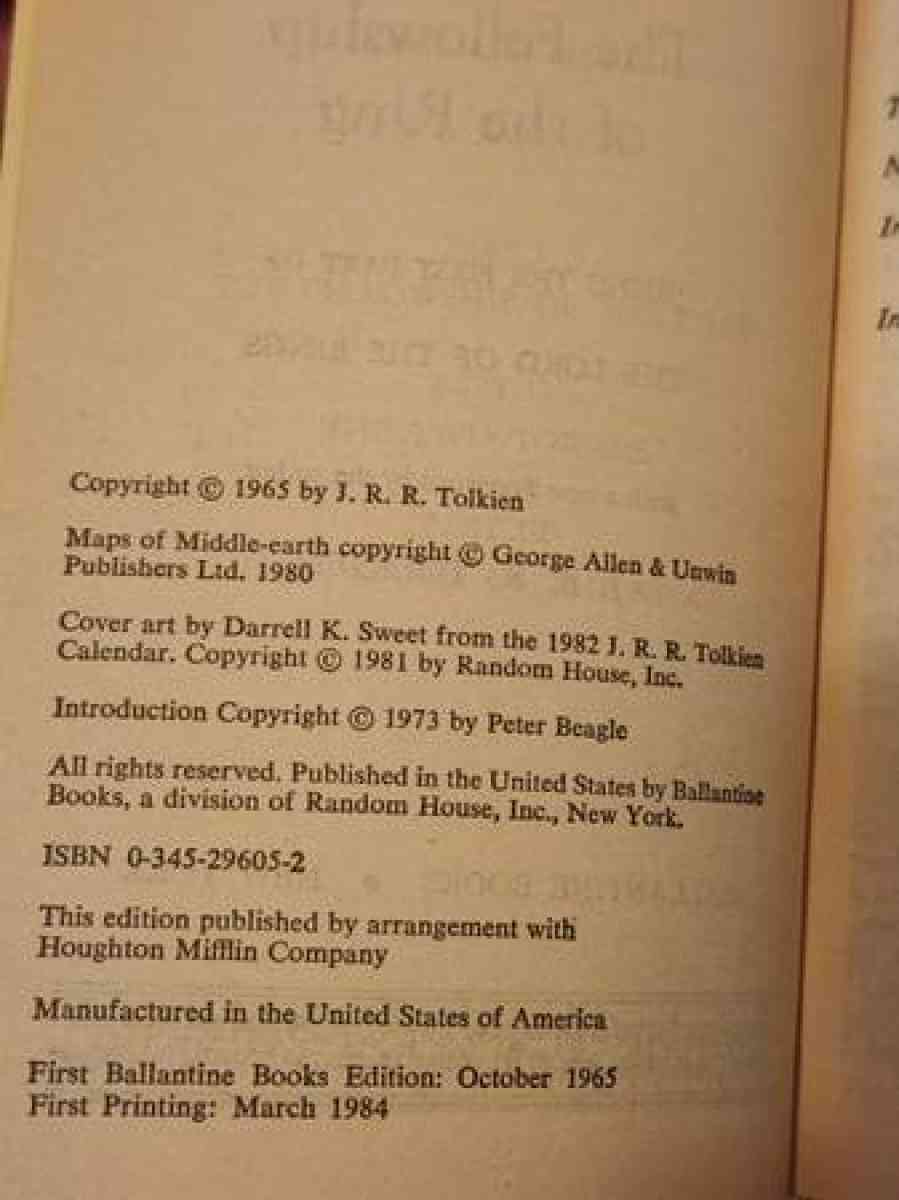 Copyright © 1965 by J. R. R. Tolkien
Maps of Middle-earth copyright © George Allen & Unwin
Publishers Ltd. 1980
Cover art by Darrell K. Sweet from the 1982 J. R. R. Tolkien
Calendar. Copyright © 1981 by Random House, Inc.
Introduction Copyright © 1973 by Peter Beagle
All rights reserved. Published in the United States by Ballantine
Books, a division of Random House, Inc., New York.
ISBN 0-345-29605-2
This edition published by arrangement with
Houghton Mifflin Company
Manufactured in the United States of America
First Ballantine Books Edition: October 1965
First Printing: March 1984